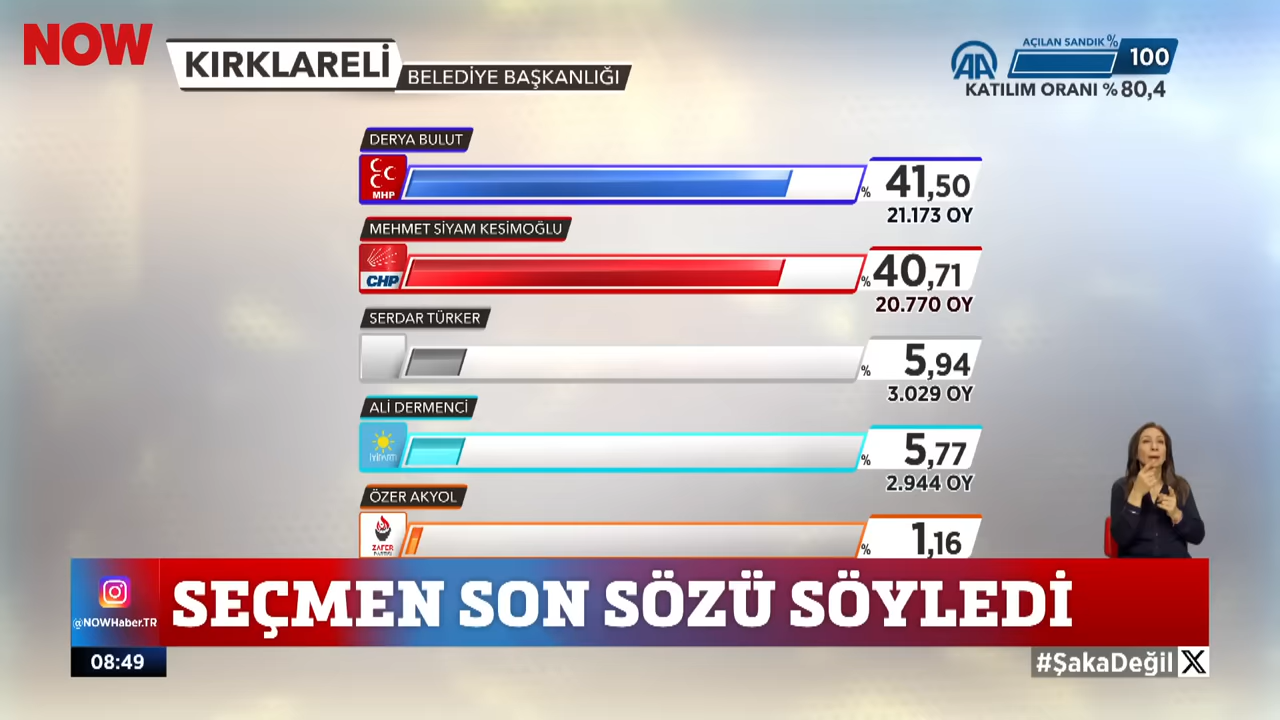 NOW
KIRKLARELİ
BELEDİYE BAŞKANLIĞI
AA
AÇILAN SANDIK %
100
KATILIM ORANI % 80,4
DERYA BULUT
MHP
% 41,50
21.173 OY
MEHMET SİYAM KESİMOĞLU
CHP
% 40,71
20.770 OY
SERDAR TÜRKER
% 5,94
3.029 OY
ALİ DERMENCİ
İYİ PARTİ
% 5,77
2.944 OY
ÖZER AKYOL
ZAFER
PARTİSİ
% 1,16
SEÇMEN SON SÖZÜ SÖYLEDİ
@NOWHaber.TR
08:49
#ŞakaDeğil X